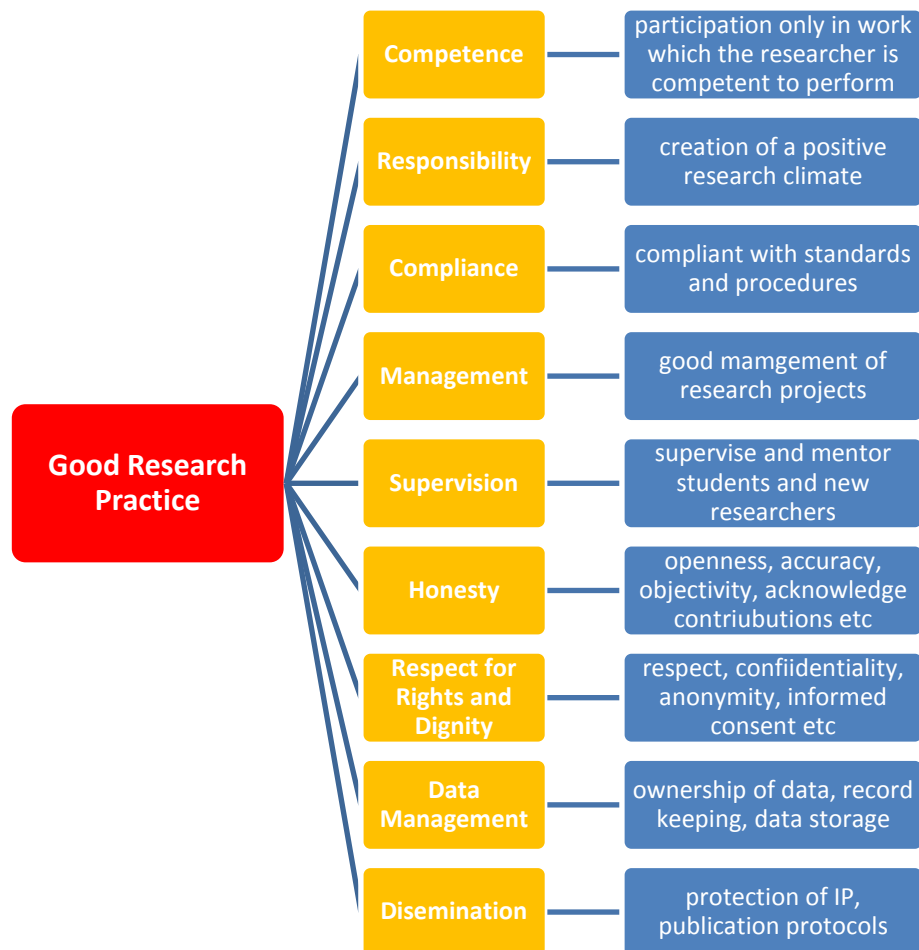 Good Research
Practice
Competence
participation only in work
which the researcher is
competent to perform
Responsibility
creation of a positive
research climate
Compliance
compliant with standards
and procedures
Management
good mamgement of
research projects
Supervision
supervise and mentor
students and new
researchers
Honesty
openness, accuracy,
objectivity, acknowledge
contriubutions etc
Respect for
Rights and
Dignity
respect, confiidentiality,
anonymity, informed
consent etc
Data
Management
ownership of data, record
keeping, data storage
Disemination
protection of IP,
publication protocols